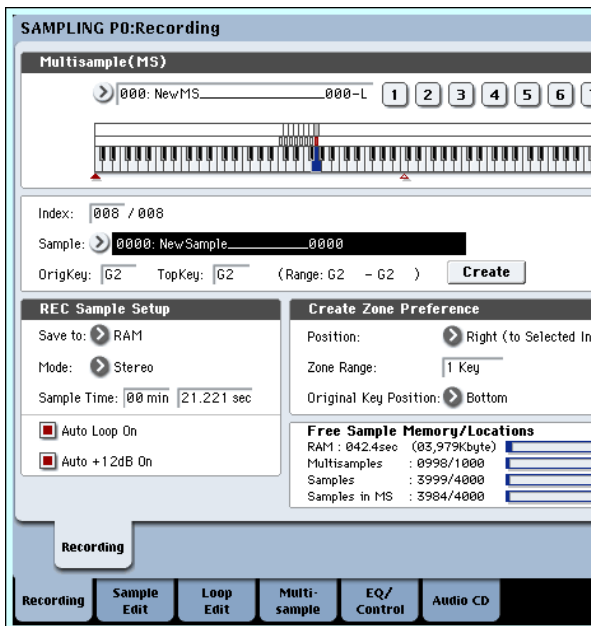 SAMPLING P0:Recording
Multisample(MS)
000: NewMS____________000-L 1 2 3 4 5 6
Index: 008 / 008
Sample: 0000: NewSample____________0000
OrigKey: G2 TopKey: G2 (Range: G2 - G2 ) Create
REC Sample Setup
Save to: RAM
Mode: Stereo
Sample Time: 00 min 21.221 sec
Auto Loop On
Auto +12dB On
Create Zone Preference
Position: Right (to Selected In
Zone Range: 1 Key
Original Key Position: Bottom
Free Sample Memory/Locations
RAM : 042.4sec (03,979Kbyte)
Multisamples : 0998/1000
Samples : 3999/4000
Samples in MS : 3984/4000
Recording
Recording Sample Edit Loop Edit Multi-sample EQ/Control Audio CD